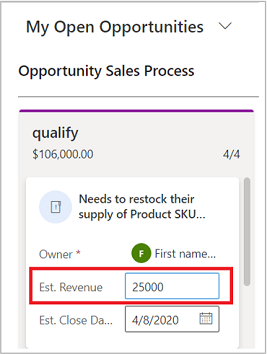 My Open Opportunities
Opportunity Sales Process
qualify
$106,000.00 4/4
Needs to restock their
supply of Product SKU...
Owner * F First name...
Est. Revenue 25000
Est. Close Da... 4/8/2020